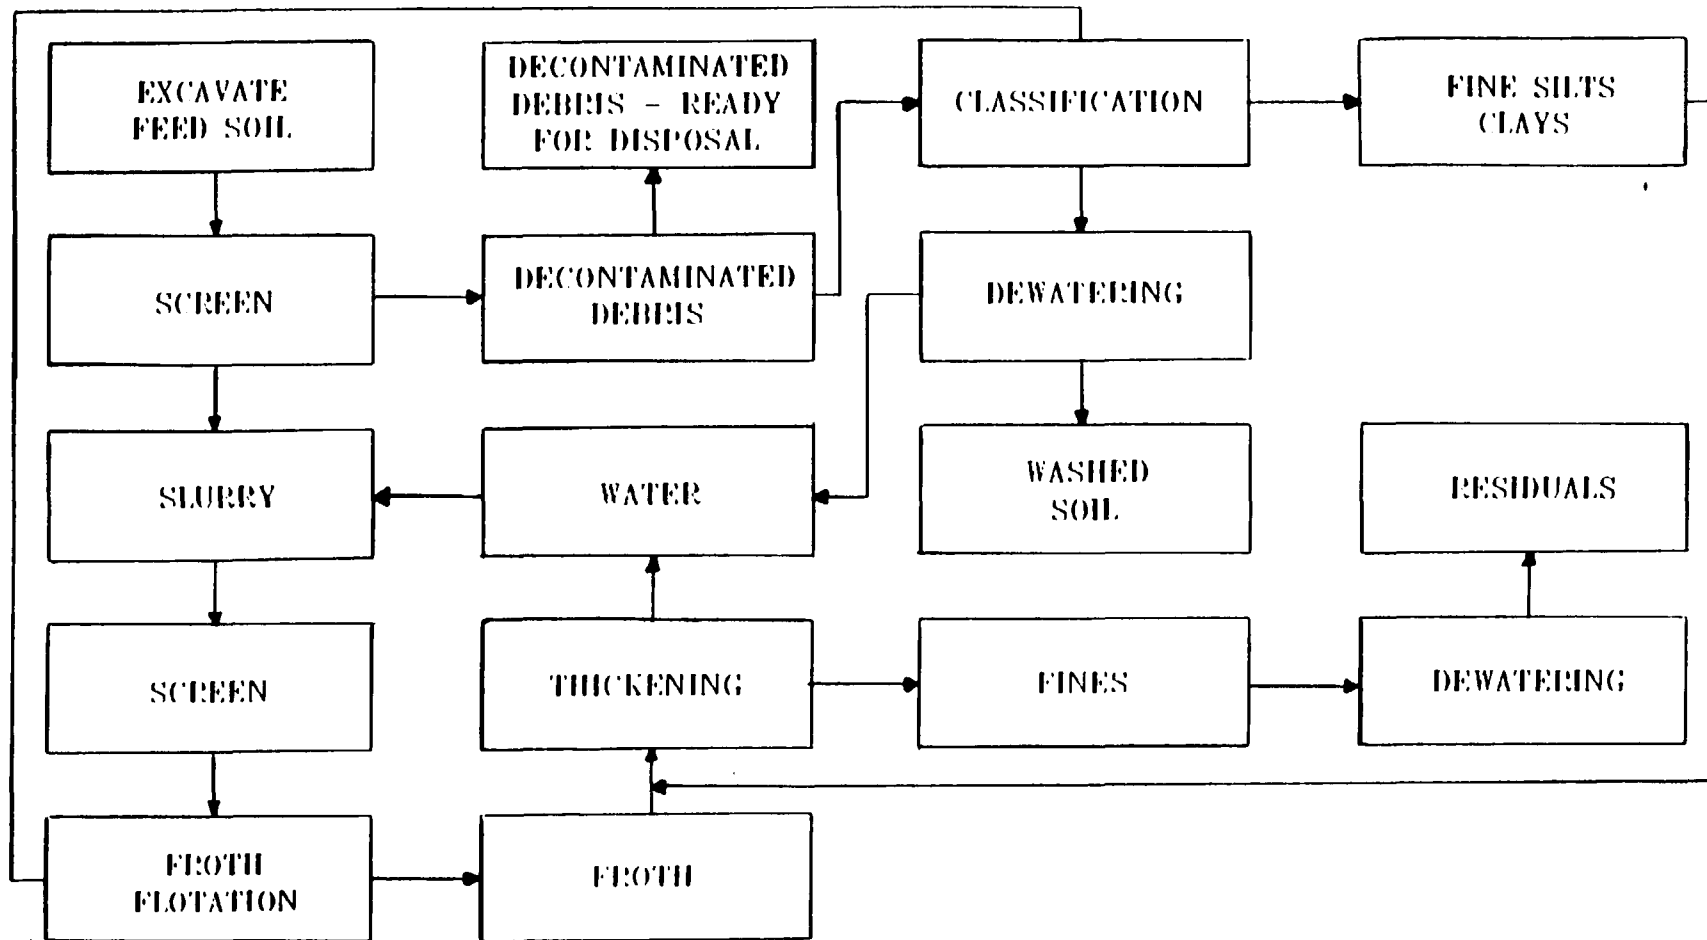 EXCAVATE
FEED SOIL
DECONTAMINATED
DEBRIS - READY
FOR DISPOSAL
CLASSIFICATION
FINE SILTS
CLAYS
SCREEN
DECONTAMINATED
DEBRIS
DEWATERING
SLURRY
WATER
WASHED
SOIL
RESIDUALS
SCREEN
THICKENING
FINES
DEWATERING
FROTH
FLOTATION
FROTH